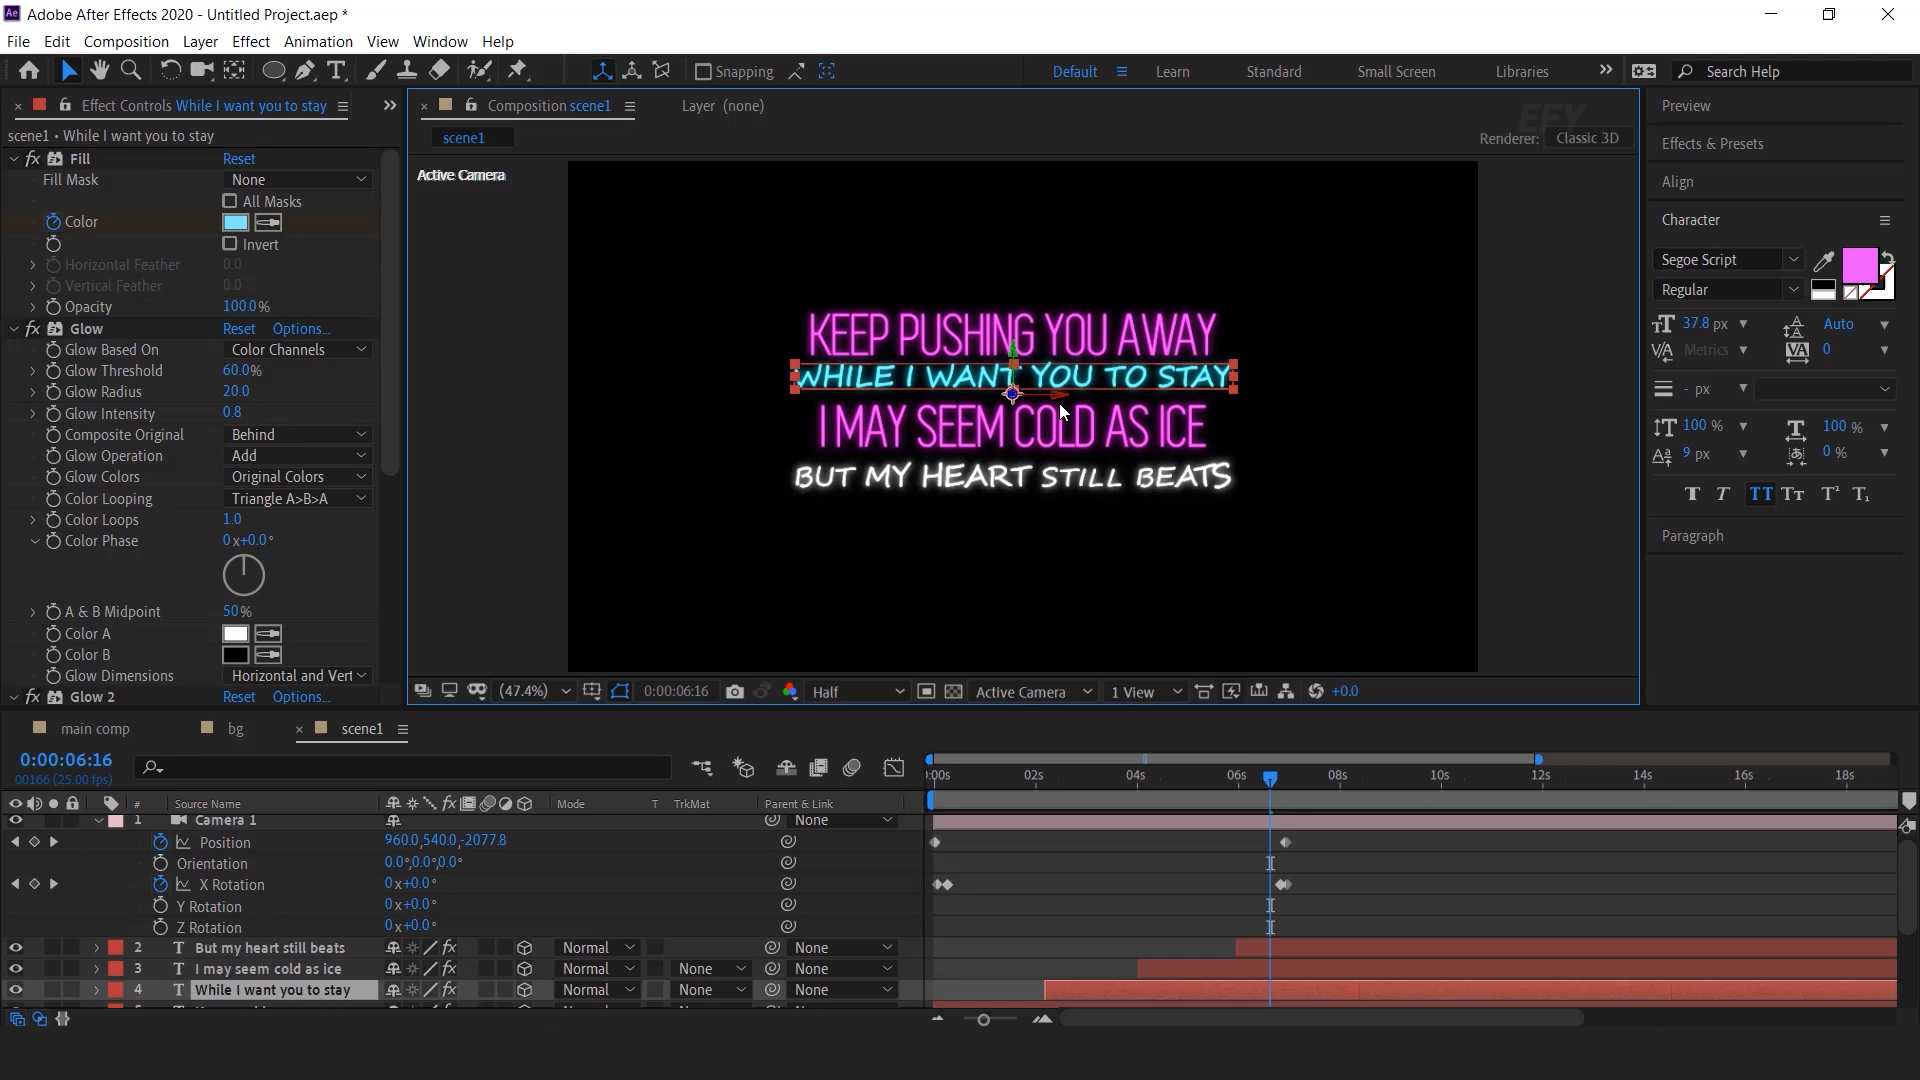 Adobe After Effects 2020 - Untitled Project.aep *
File Edit Composition Layer Effect Animation View Window Help
Snapping Default Learn Standard Small Screen Libraries Search Help
Effect Controls While I want you to stay
scene1 • While I want you to stay
Fill Reset
Fill Mask None
All Masks
Color
Invert
Horizontal Feather 0.0
Vertical Feather 0.0
Opacity 100.0%
Glow Reset Options...
Glow Based On Color Channels
Glow Threshold 60.0%
Glow Radius 20.0
Glow Intensity 0.8
Composite Original Behind
Glow Operation Add
Glow Colors Original Colors
Color Looping Triangle A>B>A
Color Loops 1.0
Color Phase 0x+0.0°
A & B Midpoint 50%
Color A
Color B
Glow Dimensions Horizontal and Vert
Glow 2 Reset Options...
Composition scene1 Layer (none)
scene1
EFY
Renderer: Classic 3D
Active Camera
KEEP PUSHING YOU AWAY
WHILE I WANT YOU TO STAY
I MAY SEEM COLD AS ICE
BUT MY HEART STILL BEATS
(47.4%) 0:00:06:16 Half Active Camera 1 View +0.0
Preview
Effects & Presets
Align
Character
Segoe Script
Regular
37.8 px Auto
Metrics 0
- px
100 % 100 %
9 px 0 %
TT Tt T¹ T₁
Paragraph
main comp bg scene1
0:00:06:16
00166 (25.00 fps)
:00s 02s 04s 06s 08s 10s 12s 14s 16s 18s
# Source Name Mode T TrkMat Parent & Link
1 Camera 1 None
Position 960.0,540.0,-2077.8
Orientation 0.0°,0.0°,0.0°
X Rotation 0x+0.0°
Y Rotation 0x+0.0°
Z Rotation 0x+0.0°
2 T But my heart still beats Normal None
3 T I may seem cold as ice Normal None None
4 T While I want you to stay Normal None None